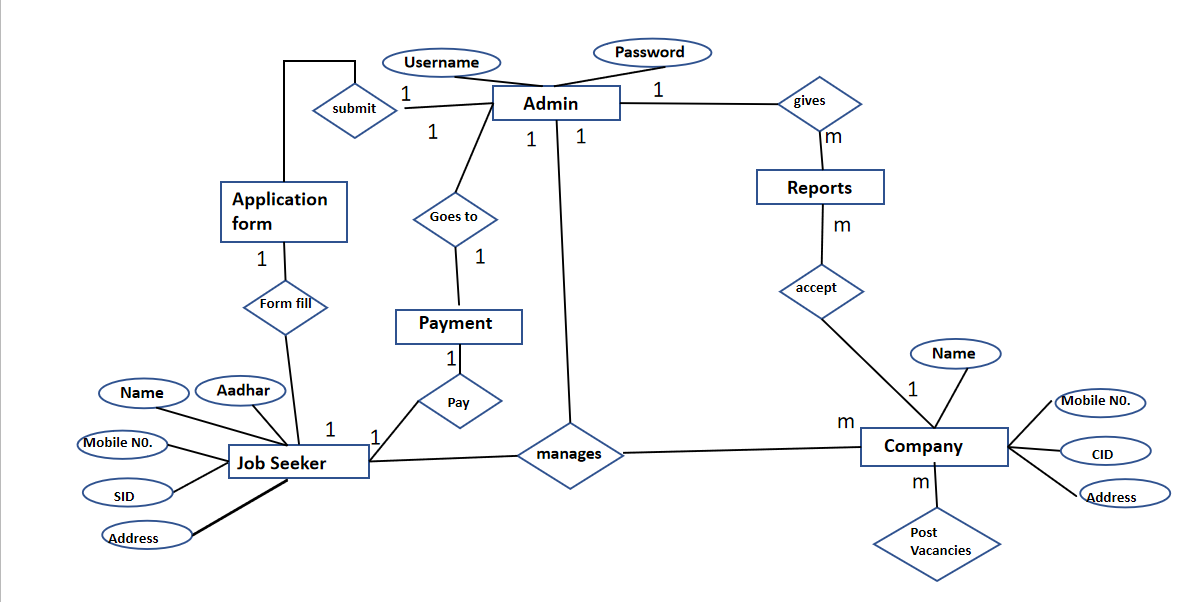 Username
Password
submit
1
Admin
1
gives
1
1
1
m
Application
form
Reports
Goes to
m
1
1
accept
Form fill
Payment
1
Name
Name
Aadhar
1
Pay
Mobile N0.
m
1
1
Mobile N0.
Job Seeker
manages
Company
CID
SID
m
Address
Address
Post
Vacancies